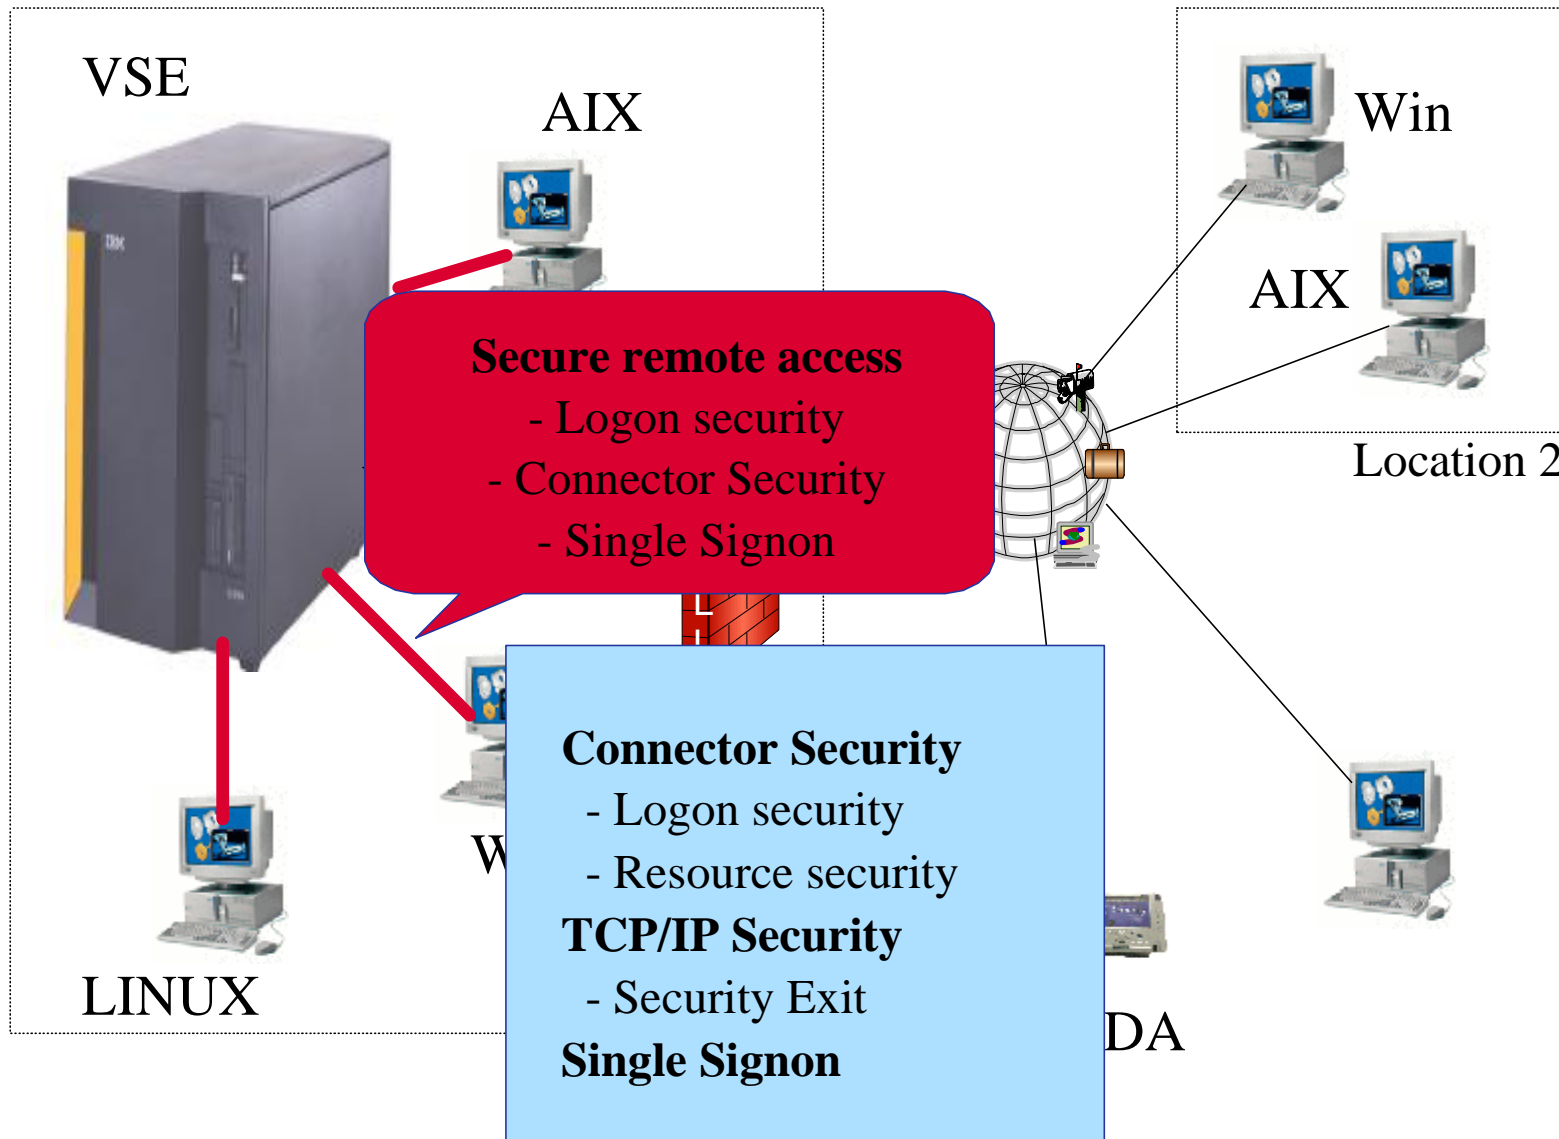 VSE
AIX
Win
IBM
AIX
Secure remote access
- Logon security
- Connector Security
- Single Signon
Location 2
Connector Security
- Logon security
- Resource security
TCP/IP Security
- Security Exit
Single Signon
W
LINUX
DA